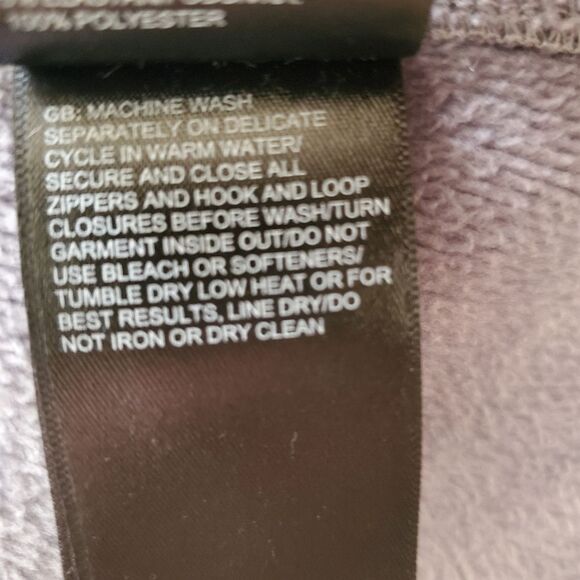 100% POLYESTER
GB: MACHINE WASH
SEPARATELY ON DELICATE
CYCLE IN WARM WATER/
SECURE AND CLOSE ALL
ZIPPERS AND HOOK AND LOOP
CLOSURES BEFORE WASH/TURN
GARMENT INSIDE OUT/DO NOT
USE BLEACH OR SOFTENERS/
TUMBLE DRY LOW HEAT OR FOR
BEST RESULTS, LINE DRY/DO
NOT IRON OR DRY CLEAN